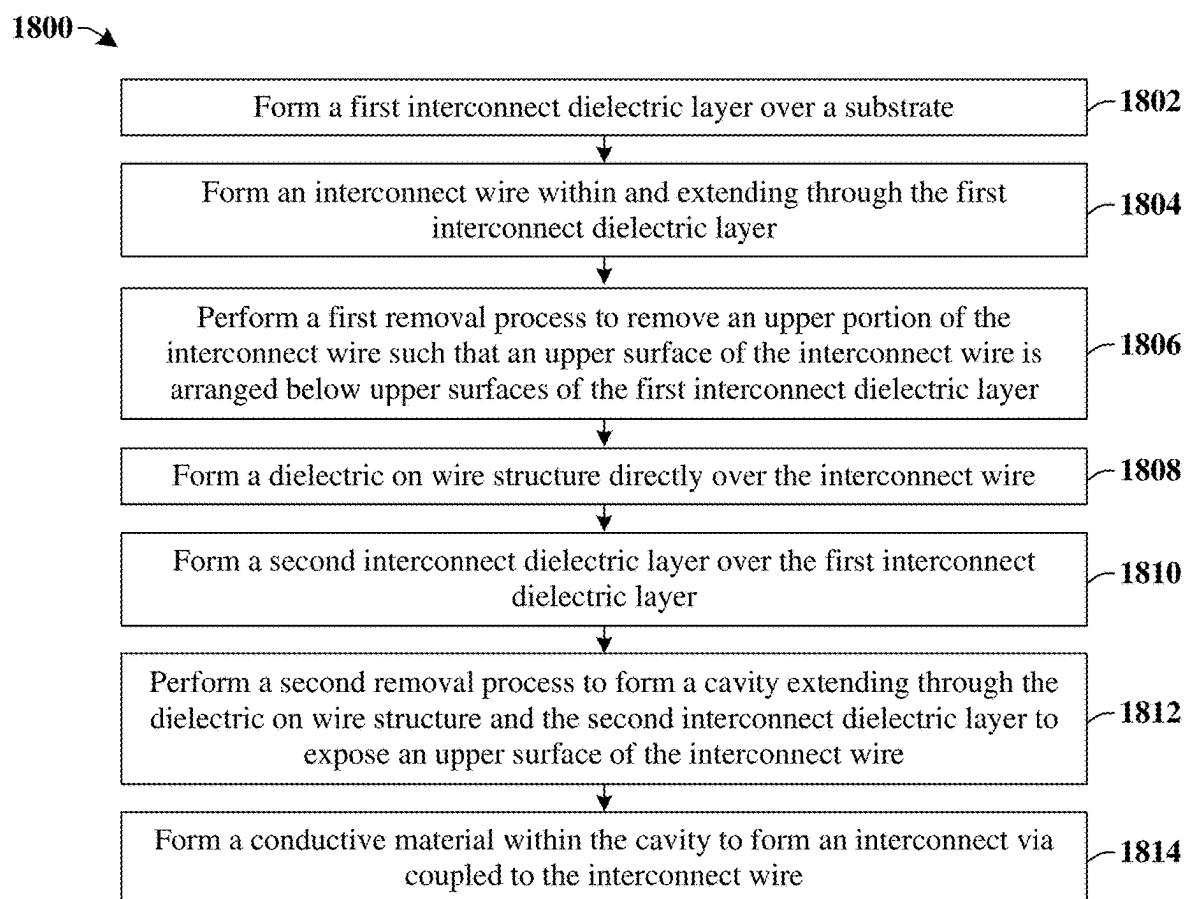 1800
Form a first interconnect dielectric layer over a substrate
1802
Form an interconnect wire within and extending through the first
interconnect dielectric layer
1804
Perform a first removal process to remove an upper portion of the
interconnect wire such that an upper surface of the interconnect wire is
arranged below upper surfaces of the first interconnect dielectric layer
1806
Form a dielectric on wire structure directly over the interconnect wire
1808
Form a second interconnect dielectric layer over the first interconnect
dielectric layer
1810
Perform a second removal process to form a cavity extending through the
dielectric on wire structure and the second interconnect dielectric layer to
expose an upper surface of the interconnect wire
1812
Form a conductive material within the cavity to form an interconnect via
coupled to the interconnect wire
1814